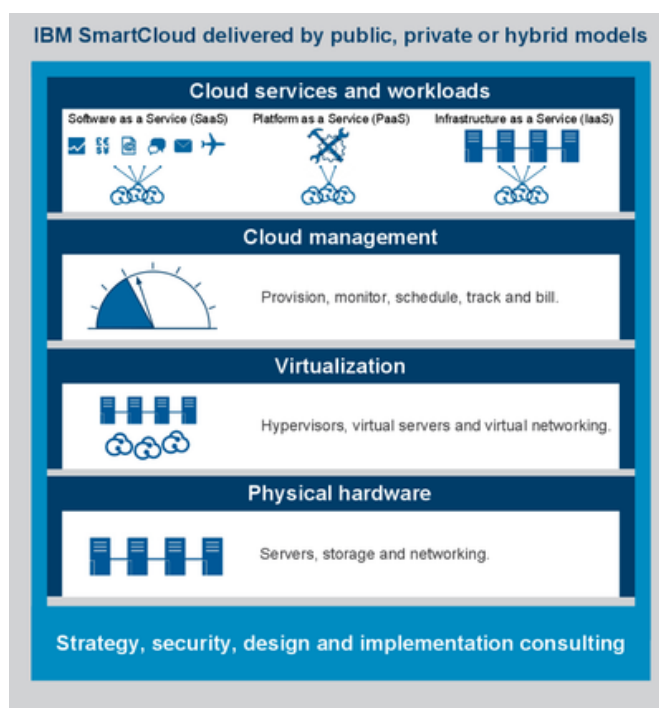 IBM SmartCloud delivered by public, private or hybrid models
Cloud services and workloads
Software as a Service (SaaS)
Platform as a Service (PaaS)
Infrastructure as a Service (IaaS)
Cloud management
Provision, monitor, schedule, track and bill.
Virtualization
Hypervisors, virtual servers and virtual networking.
Physical hardware
Servers, storage and networking.
Strategy, security, design and implementation consulting